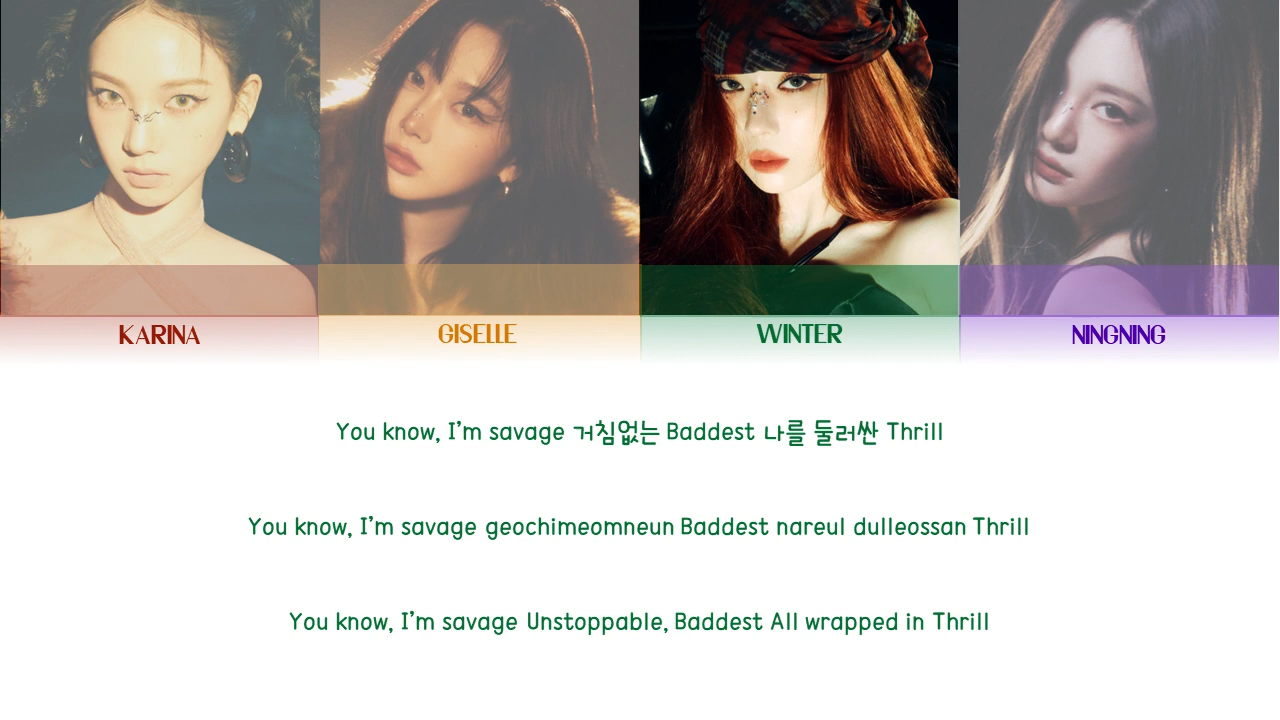 KARINA
GISELLE
WINTER
NINGNING
You know, I'm savage 거침없는 Baddest 나를 둘러싼 Thrill
You know, I'm savage geochimeomneun Baddest nareul dulleossan Thrill
You know, I'm savage Unstoppable, Baddest All wrapped in Thrill